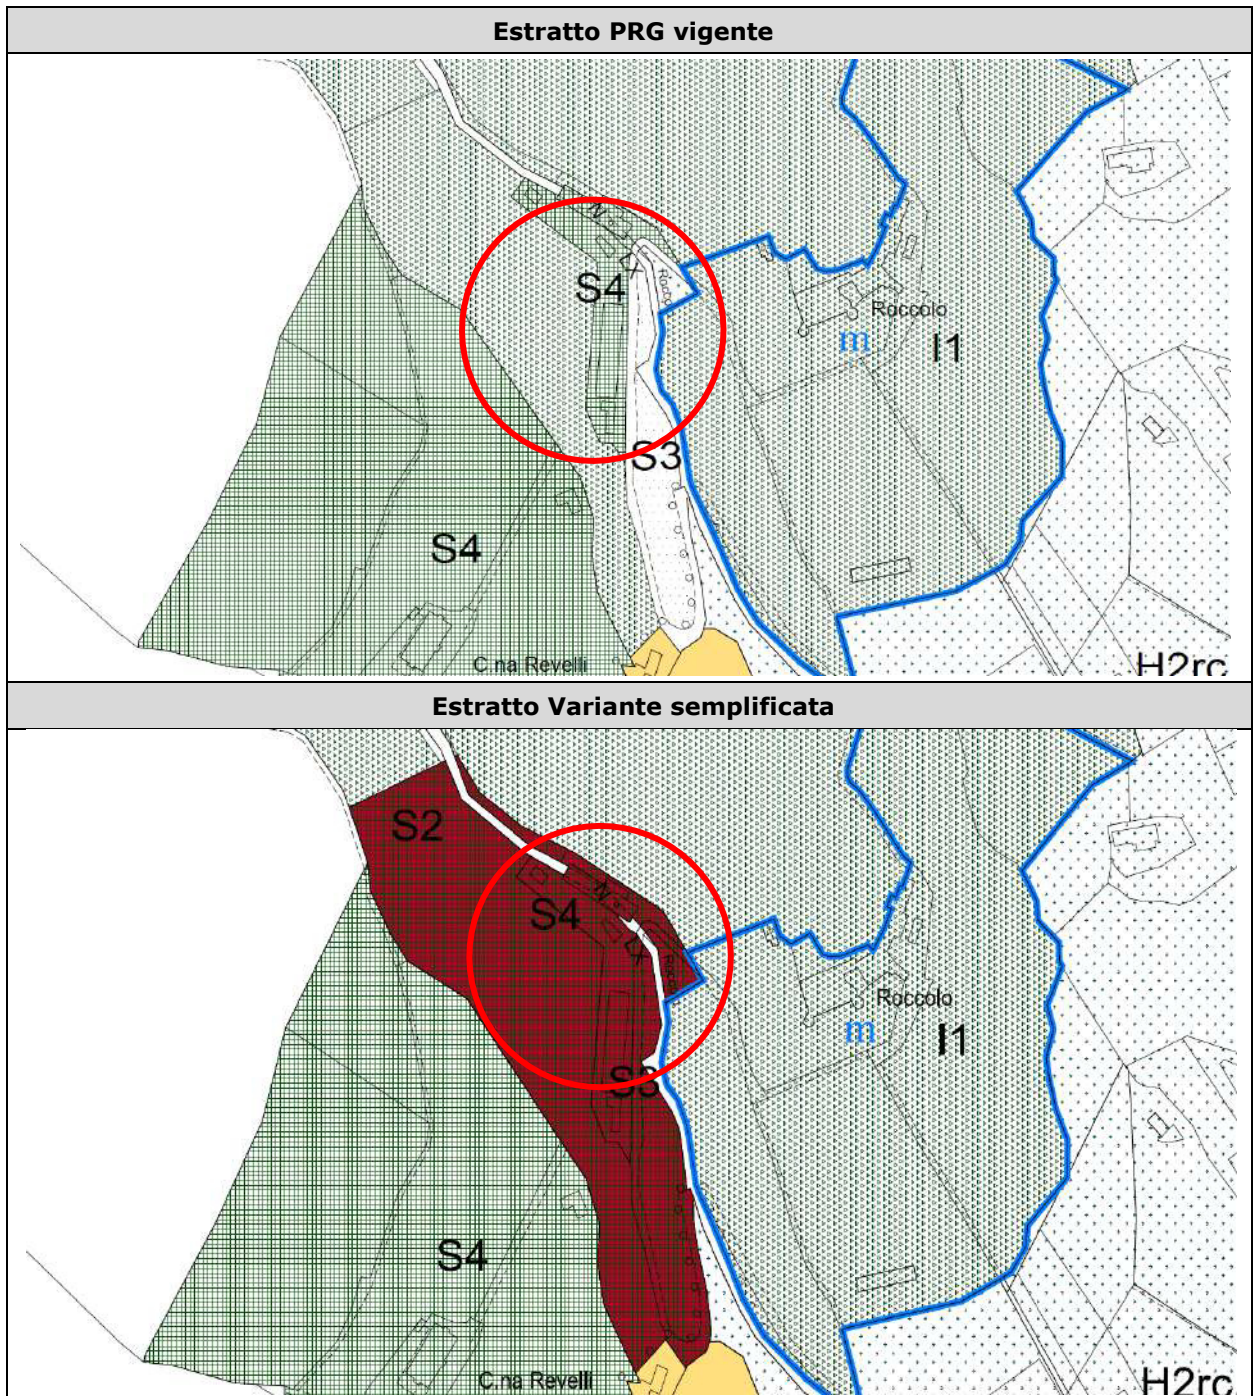 Estratto PRG vigente
N
S4
Roccolo
m
I1
S3
S4
C.na Revelli
H2rc
Estratto Variante semplificata
S2
N
S4
Roccolo
m
I1
S3
S4
C.na Revelli
H2rc